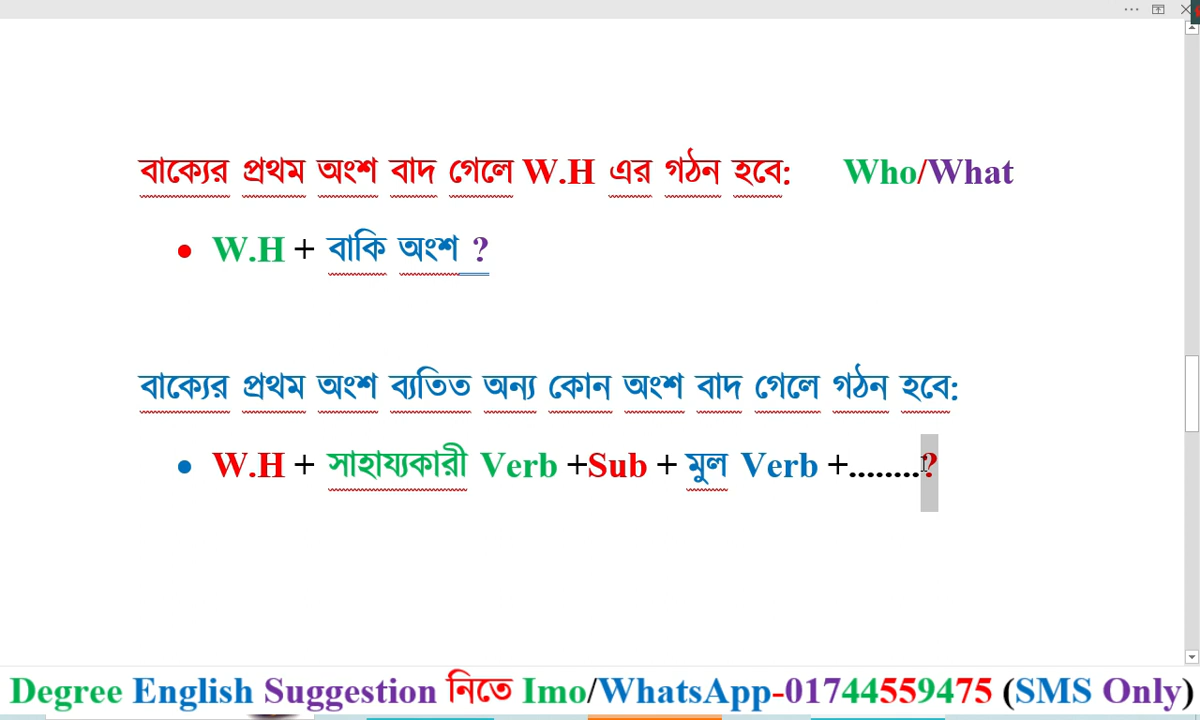 বাক্যের প্রথম অংশ বাদ গেলে W.H এর গঠন হবে: Who/What
• W.H + বাকি অংশ ?
বাক্যের প্রথম অংশ ব্যতিত অন্য কোন অংশ বাদ গেলে গঠন হবে:
• W.H + সাহায্যকারী Verb +Sub + মুল Verb +........?
Degree English Suggestion নিতে Imo/WhatsApp-01744559475 (SMS Only)